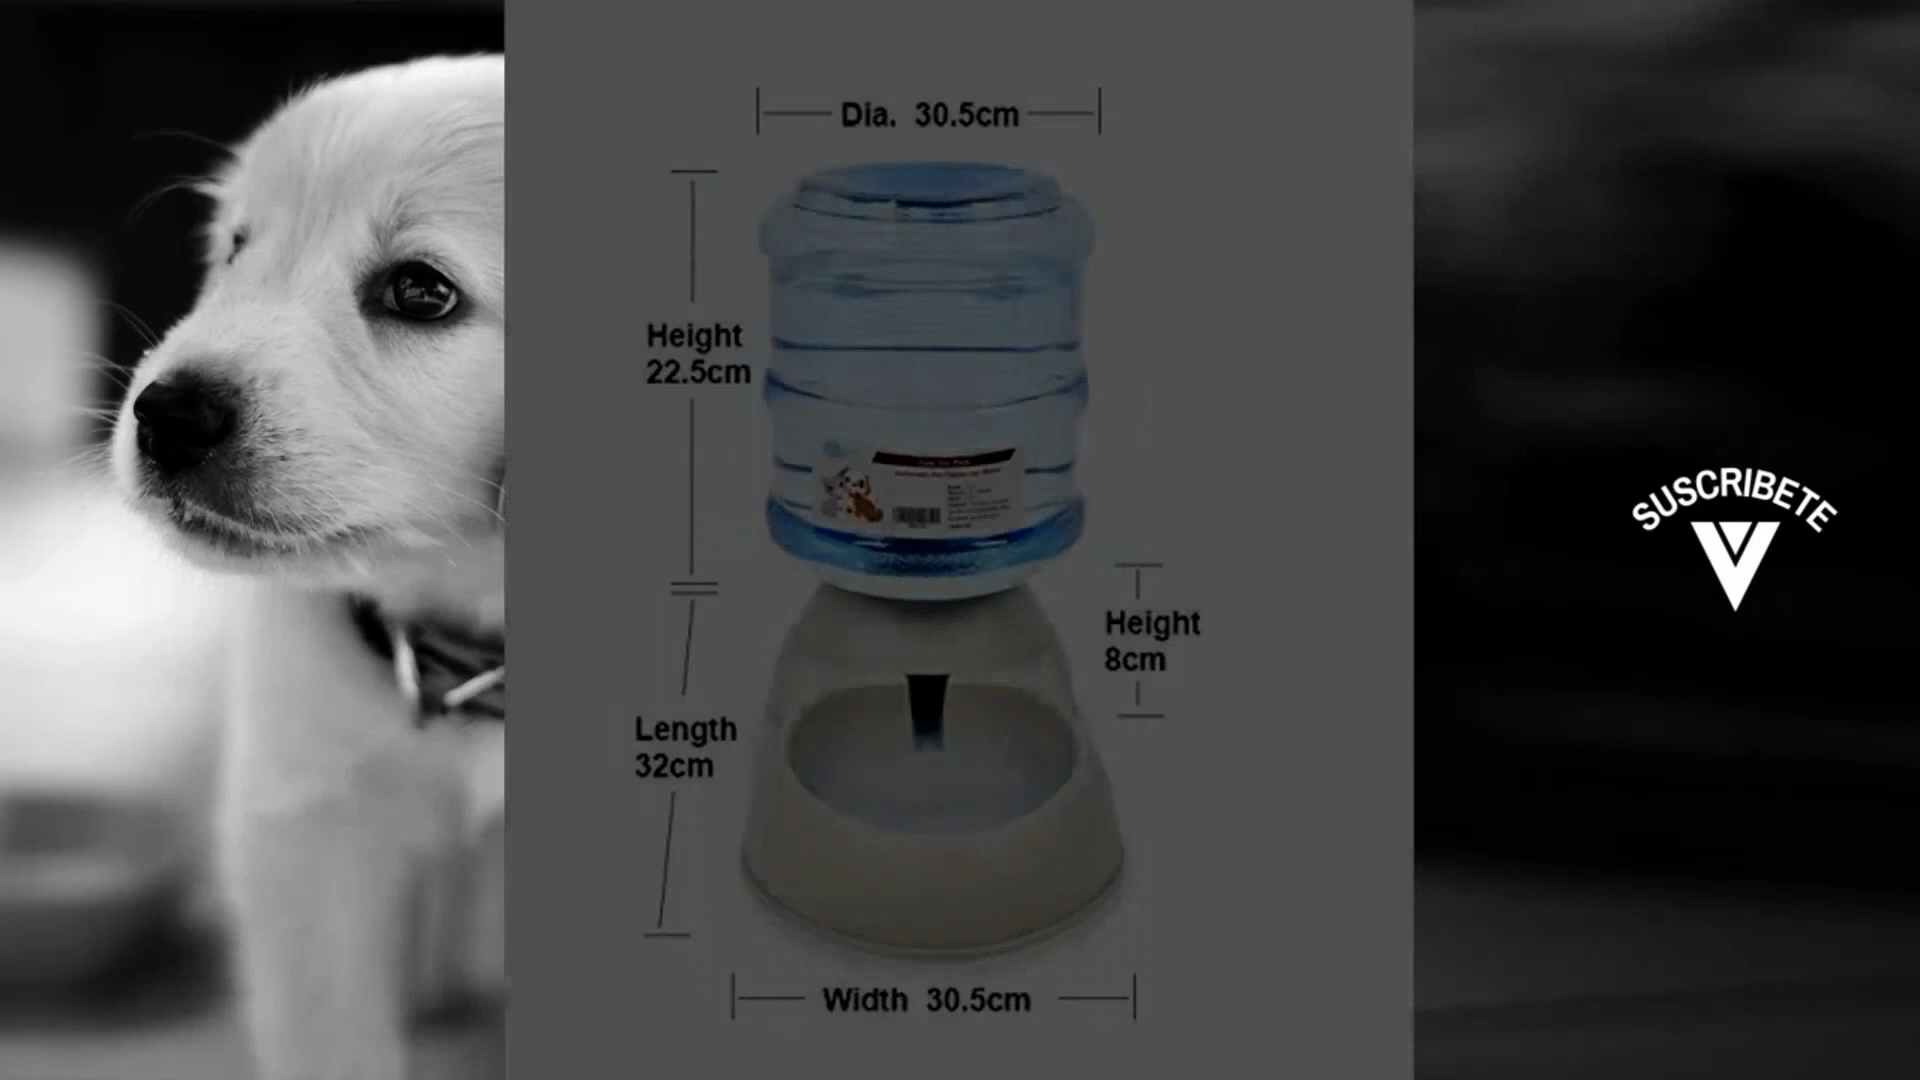 Dia. 30.5cm
Height
22.5cm
Height
8cm
Length
32cm
Width 30.5cm
SUSCRIBETE